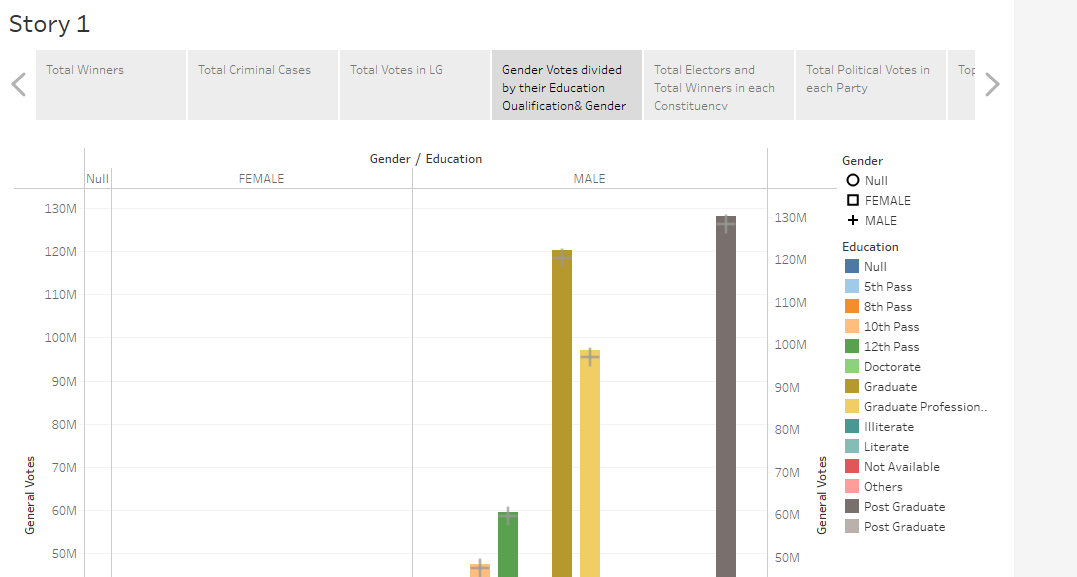 Story 1
Total Winners
Total Criminal Cases
Total Votes in LG
Gender Votes divided
by their Education
Qualification& Gender
Total Electors and
Total Winners in each
Constituency
Total Political Votes in
each Party
Gender / Education
Null
FEMALE
MALE
130M
120M
110M
100M
90M
80M
70M
60M
50M
General Votes
130M
120M
110M
100M
90M
80M
70M
60M
50M
General Votes
Gender
Null
FEMALE
MALE
Education
Null
5th Pass
8th Pass
10th Pass
12th Pass
Doctorate
Graduate
Graduate Profession..
Illiterate
Literate
Not Available
Others
Post Graduate
Post Graduate